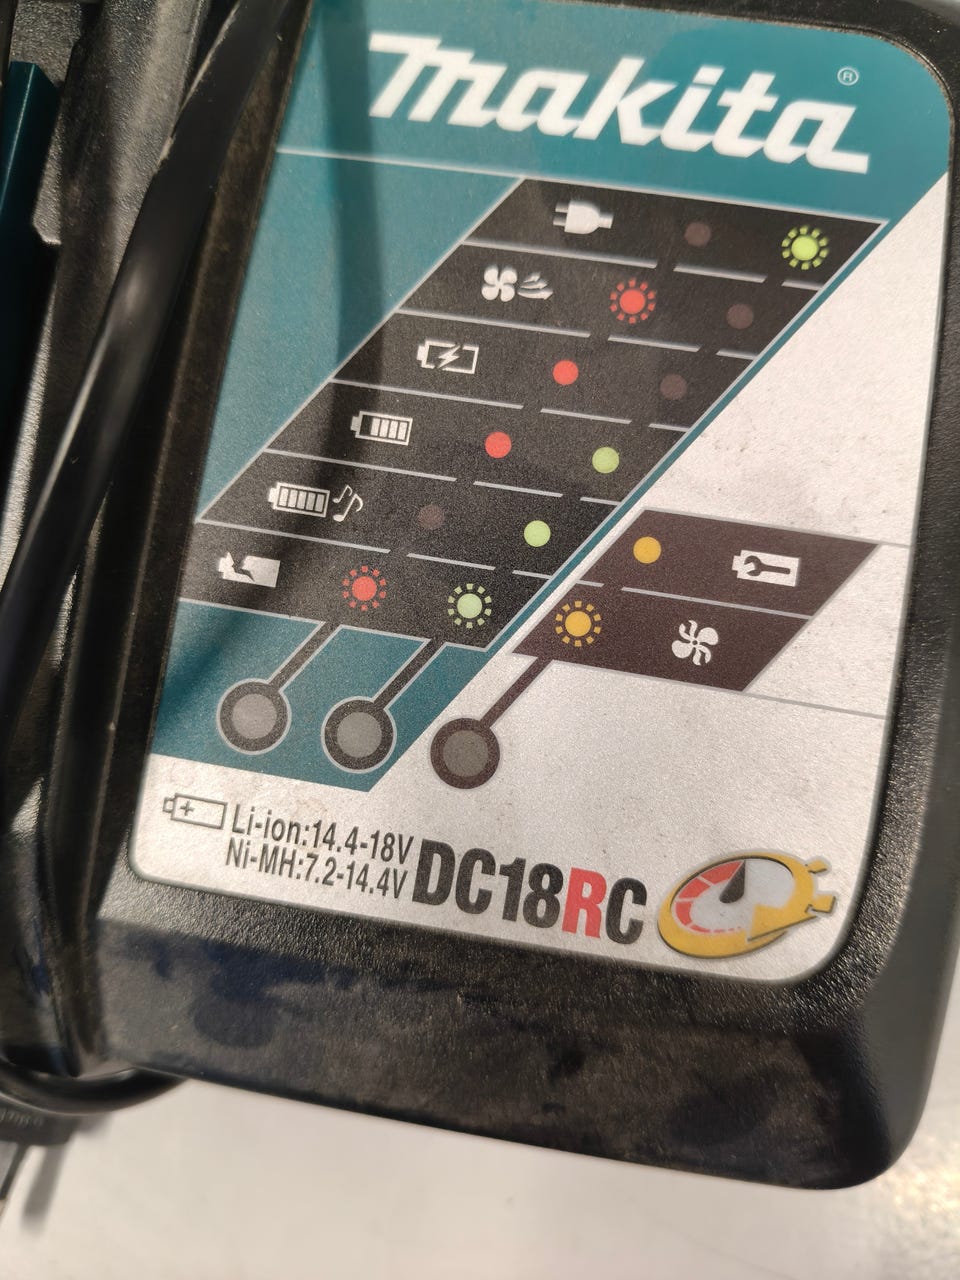 makita®
Li-ion:14.4-18V
Ni-MH:7.2-14.4V
DC18RC